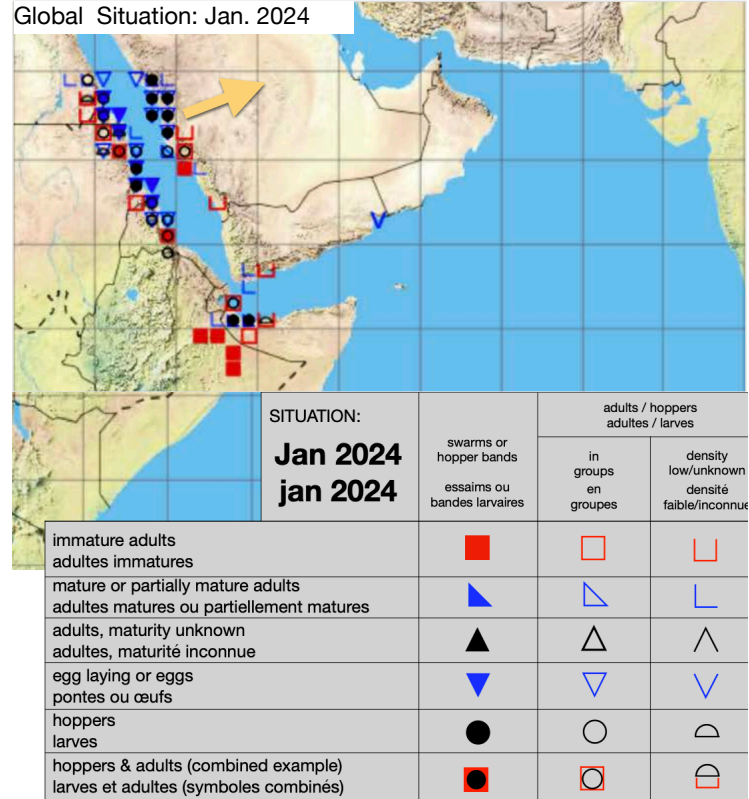 Global Situation: Jan. 2024
SITUATION:
Jan 2024
jan 2024
swarms or
hopper bands
essaims ou
bandes larvaires
adults / hoppers
adultes / larves
in
groups
en
groupes
density
low/unknown
densité
faible/inconnue
immature adults
adultes immatures
mature or partially mature adults
adultes matures ou partiellement matures
adults, maturity unknown
adultes, maturité inconnue
egg laying or eggs
pontes ou œufs
hoppers
larves
hoppers & adults (combined example)
larves et adultes (symboles combinés)